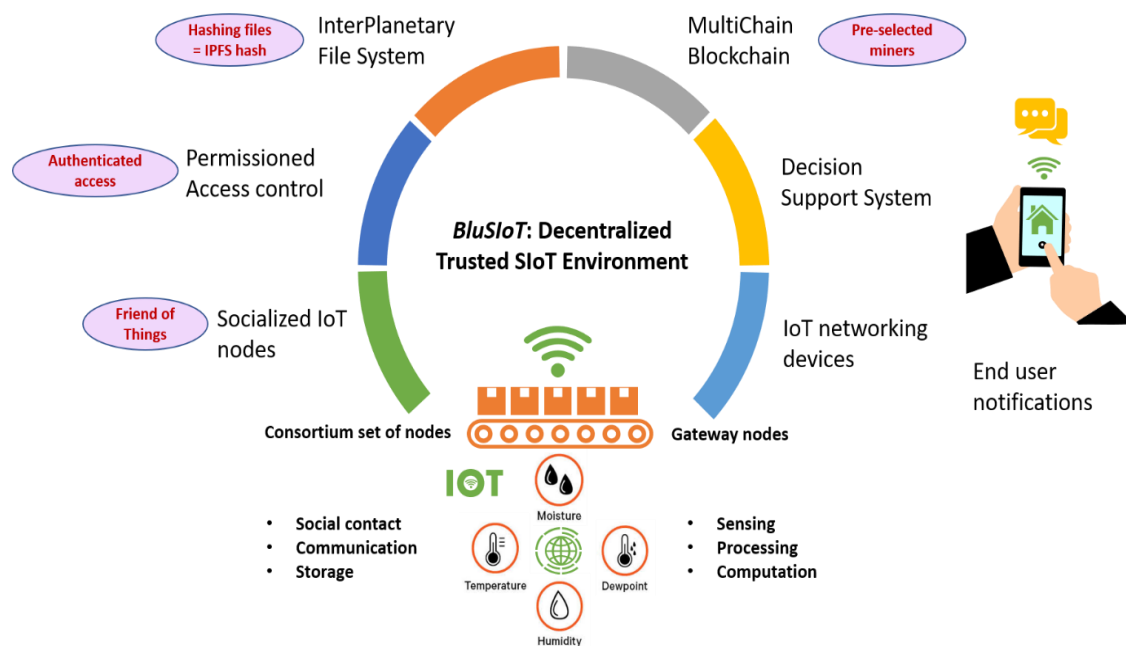 Hashing files
= IPFS hash
InterPlanetary
File System
MultiChain
Blockchain
Pre-selected
miners
Authenticated
access
Permissioned
Access control
Decision
Support System
BluSIoT: Decentralized
Trusted SIoT Environment
Friend of
Things
Socialized IoT
nodes
IoT networking
devices
End user
notifications
Consortium set of nodes
Gateway nodes
IOT
Moisture
• Social contact
• Communication
• Storage
Temperature
Dewpoint
Humidity
• Sensing
• Processing
• Computation